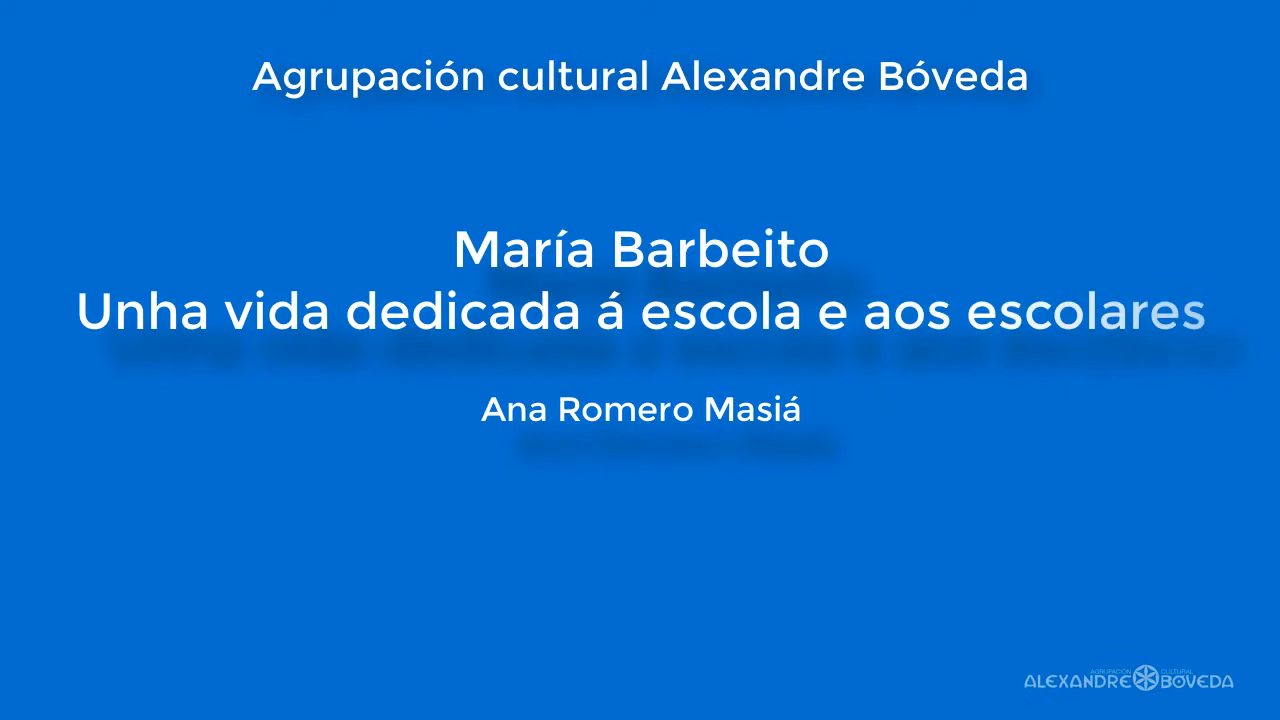 Agrupación cultural Alexandre Bóveda
María Barbeito
Unha vida dedicada á escola e aos escolares
Ana Romero Masiá
AGRUPACIÓN CULTURAL
ALEXANDRE BÓVEDA